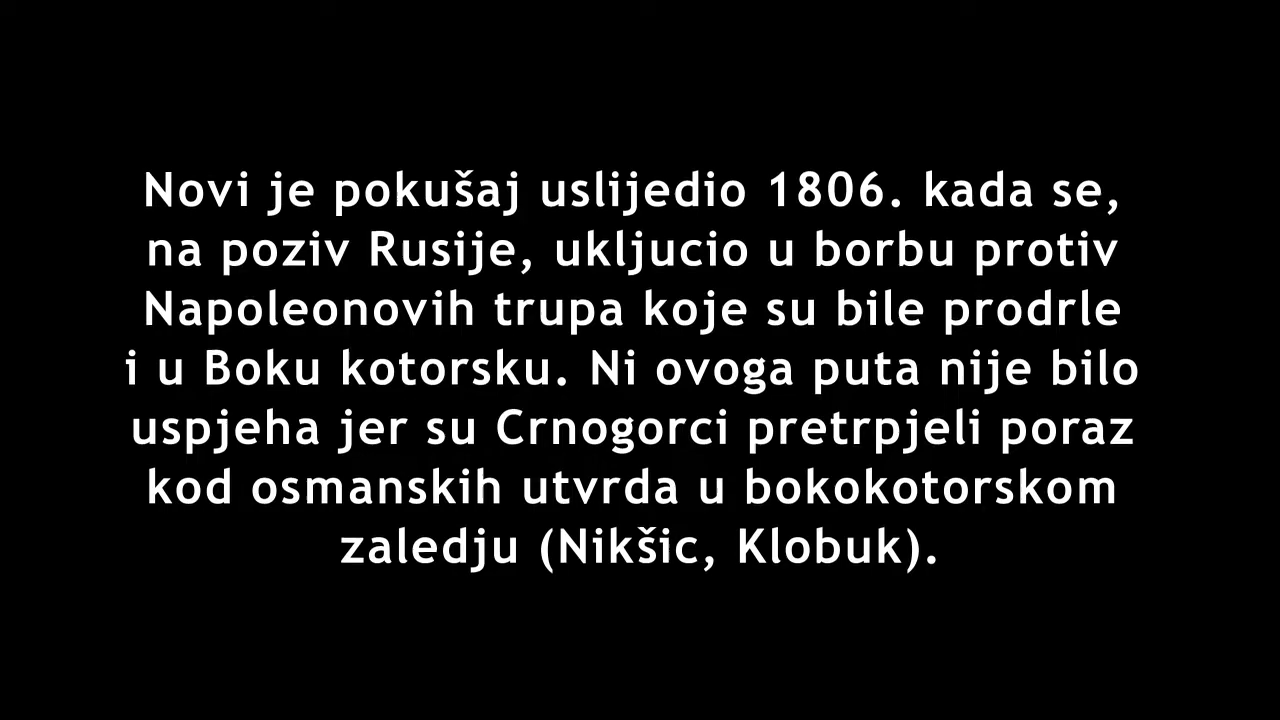 Novi je pokušaj uslijedio 1806. kada se,
na poziv Rusije, ukljucio u borbu protiv
Napoleonovih trupa koje su bile prodrle
i u Boku kotorsku. Ni ovoga puta nije bilo
uspjeha jer su Crnogorci pretrpjeli poraz
kod osmanskih utvrda u bokokotorskom
zaledju (Nikšic, Klobuk).